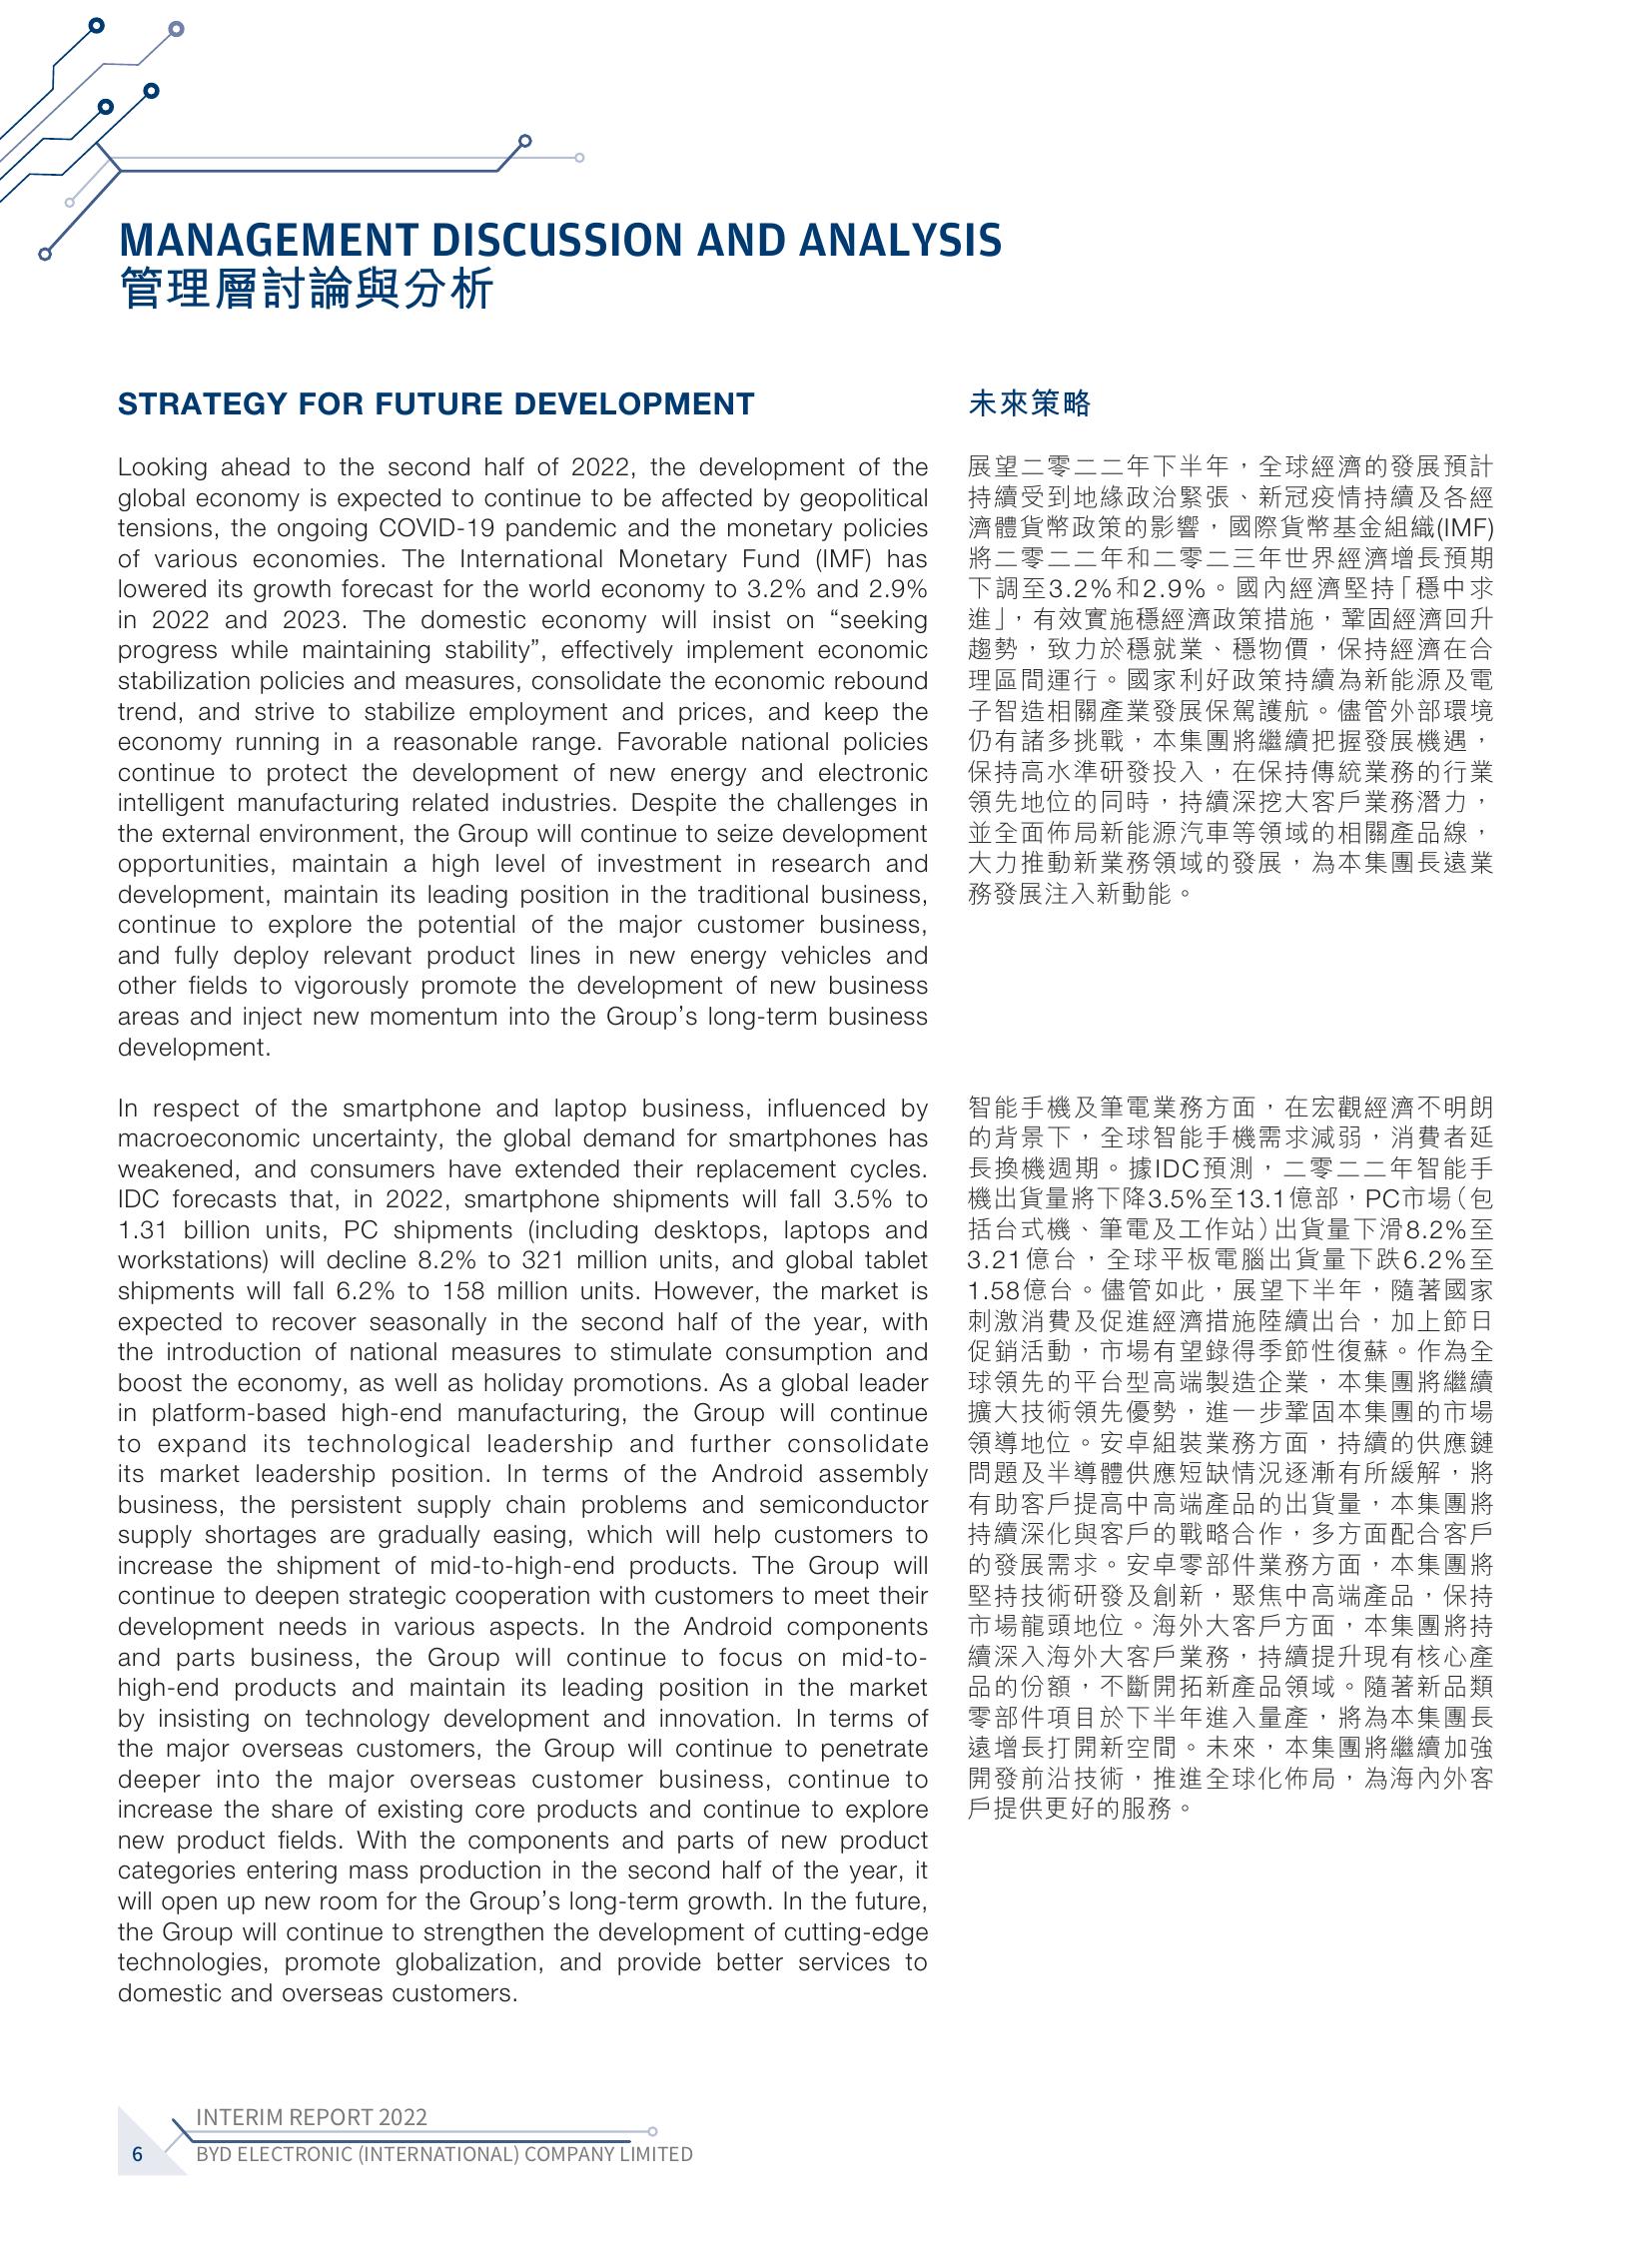 MANAGEMENT DISCUSSION AND ANALYSIS
管理層討論與分析
STRATEGY FOR FUTURE DEVELOPMENT
Looking ahead to the second half of 2022, the development of the
global economy is expected to continue to be affected by geopolitical
tensions, the ongoing COVID-19 pandemic and the monetary policies
of various economies. The International Monetary Fund (IMF) has
lowered its growth forecast for the world economy to 3.2% and 2.9%
in 2022 and 2023. The domestic economy will insist on “seeking
progress while maintaining stability”, effectively implement economic
stabilization policies and measures, consolidate the economic rebound
trend, and strive to stabilize employment and prices, and keep the
economy running in a reasonable range. Favorable national policies
continue to protect the development of new energy and electronic
intelligent manufacturing related industries. Despite the challenges in
the external environment, the Group will continue to seize development
opportunities, maintain a high level of investment in research and
development, maintain its leading position in the traditional business,
continue to explore the potential of the major customer business,
and fully deploy relevant product lines in new energy vehicles and
other fields to vigorously promote the development of new business
areas and inject new momentum into the Group’s long-term business
development.
In respect of the smartphone and laptop business, influenced by
macroeconomic uncertainty, the global demand for smartphones has
weakened, and consumers have extended their replacement cycles.
IDC forecasts that, in 2022, smartphone shipments will fall 3.5% to
1.31 billion units, PC shipments (including desktops, laptops and
workstations) will decline 8.2% to 321 million units, and global tablet
shipments will fall 6.2% to 158 million units. However, the market is
expected to recover seasonally in the second half of the year, with
the introduction of national measures to stimulate consumption and
boost the economy, as well as holiday promotions. As a global leader
in platform-based high-end manufacturing, the Group will continue
to expand its technological leadership and further consolidate
its market leadership position. In terms of the Android assembly
business, the persistent supply chain problems and semiconductor
supply shortages are gradually easing, which will help customers to
increase the shipment of mid-to-high-end products. The Group will
continue to deepen strategic cooperation with customers to meet their
development needs in various aspects. In the Android components
and parts business, the Group will continue to focus on mid-to-
high-end products and maintain its leading position in the market
by insisting on technology development and innovation. In terms of
the major overseas customers, the Group will continue to penetrate
deeper into the major overseas customer business, continue to
increase the share of existing core products and continue to explore
new product fields. With the components and parts of new product
categories entering mass production in the second half of the year, it
will open up new room for the Group’s long-term growth. In the future,
the Group will continue to strengthen the development of cutting-edge
technologies, promote globalization, and provide better services to
domestic and overseas customers.
未來策略
展望二零二二年下半年，全球經濟的發展預計
持續受到地緣政治緊張、新冠疫情持續及各經
濟體貨幣政策的影響，國際貨幣基金組織(IMF)
將二零二二年和二零二三年世界經濟增長預期
下調至3.2%和2.9%。國內經濟堅持「穩中求
進」，有效實施穩經濟政策措施，鞏固經濟回升
趨勢，致力於穩就業、穩物價，保持經濟在合
理區間運行。國家利好政策持續為新能源及電
子智造相關產業發展保駕護航。儘管外部環境
仍有諸多挑戰，本集團將繼續把握發展機遇，
保持高水準研發投入，在保持傳統業務的行業
領先地位的同時，持續深挖大客戶業務潛力，
並全面佈局新能源汽車等領域的相關產品線，
大力推動新業務領域的發展，為本集團長遠業
務發展注入新動能。
智能手機及筆電業務方面，在宏觀經濟不明朗
的背景下，全球智能手機需求減弱，消費者延
長換機週期。據IDC預測，二零二二年智能手
機出貨量將下降3.5%至13.1億部，PC市場（包
括台式機、筆電及工作站）出貨量下滑8.2%至
3.21億台，全球平板電腦出貨量下跌6.2%至
1.58億台。儘管如此，展望下半年，隨著國家
刺激消費及促進經濟措施陸續出台，加上節日
促銷活動，市場有望錄得季節性復蘇。作為全
球領先的平台型高端製造企業，本集團將繼續
擴大技術領先優勢，進一步鞏固本集團的市場
領導地位。安卓組裝業務方面，持續的供應鏈
問題及半導體供應短缺情況逐漸有所緩解，將
有助客戶提高中高端產品的出貨量，本集團將
持續深化與客戶的戰略合作，多方面配合客戶
的發展需求。安卓零部件業務方面，本集團將
堅持技術研發及創新，聚焦中高端產品，保持
市場龍頭地位。海外大客戶方面，本集團將持
續深入海外大客戶業務，持續提升現有核心產
品的份額，不斷開拓新產品領域。隨著新品類
零部件項目於下半年進入量產，將為本集團長
遠增長打開新空間。未來，本集團將繼續加強
開發前沿技術，推進全球化佈局，為海內外客
戶提供更好的服務。
INTERIM REPORT 2022
6
BYD ELECTRONIC (INTERNATIONAL) COMPANY LIMITED